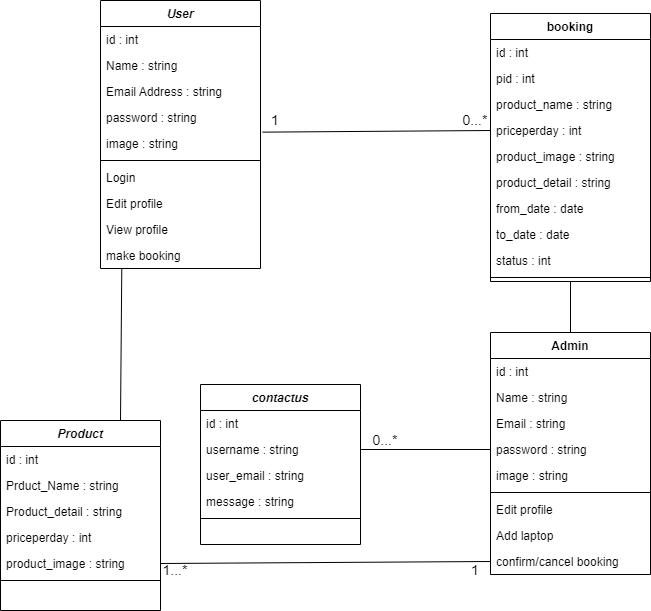 User
id : int
Name : string
Email Address : string
password : string
image : string
Login
Edit profile
View profile
make booking
1
0...*
booking
id : int
pid : int
product_name : string
priceperday : int
product_image : string
product_detail : string
from_date : date
to_date : date
status : int
Product
id : int
Prduct_Name : string
Product_detail : string
priceperday : int
product_image : string
contactus
id : int
username : string
user_email : string
message : string
0...*
Admin
id : int
Name : string
Email : string
password : string
image : string
Edit profile
Add laptop
confirm/cancel booking
1...*
1